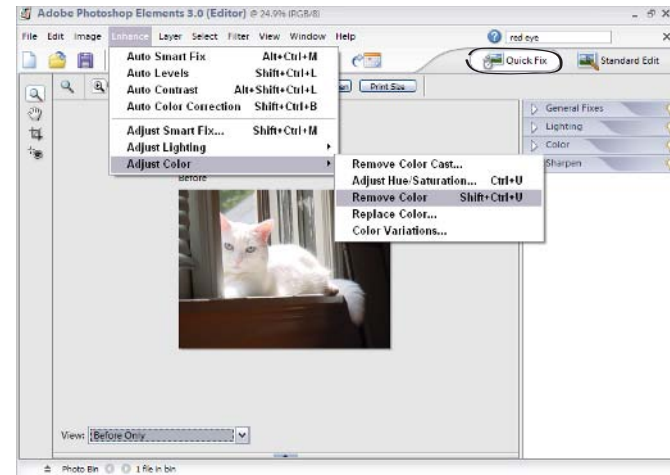 Adobe Photoshop Elements 3.0 (Editor) @ 24.9% (RGB/8)
File Edit Image Enhance Layer Select Filter View Window Help red eye
Quick Fix Standard Edit
Auto Smart Fix Alt+Ctrl+M
Auto Levels Shift+Ctrl+L
Auto Contrast Alt+Shift+Ctrl+L
Auto Color Correction Shift+Ctrl+B
Adjust Smart Fix... Shift+Ctrl+M
Adjust Lighting
Adjust Color
Print Size
General Fixes
Lighting
Color
Sharpen
Remove Color Cast...
Adjust Hue/Saturation... Ctrl+U
Remove Color Shift+Ctrl+U
Replace Color...
Color Variations...
Before
View: Before Only
Photo Bin 1 file in bin